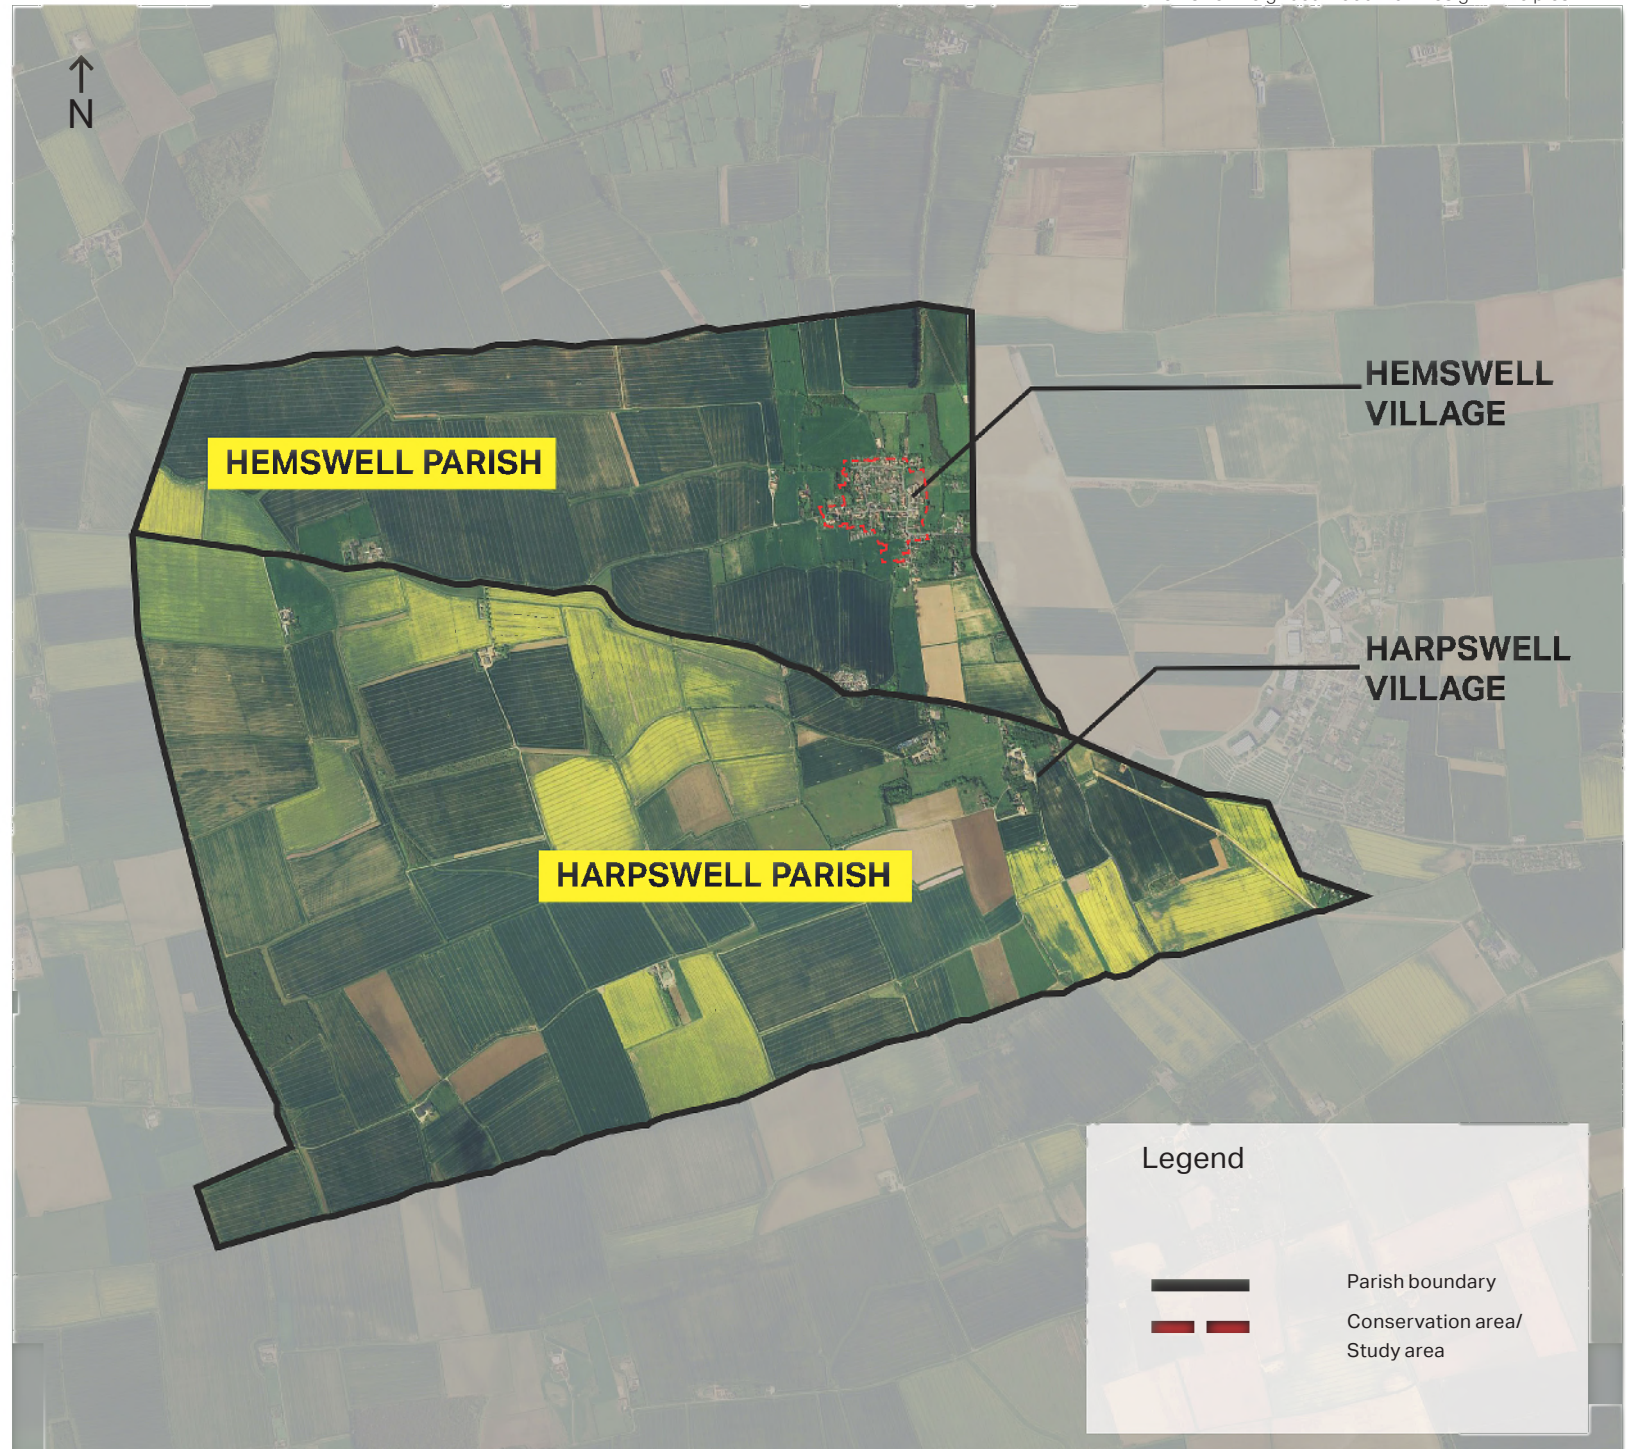 N
HEMSWELL
VILLAGE
HEMSWELL PARISH
HARPSWELL
VILLAGE
HARPSWELL PARISH
Legend
Parish boundary
Conservation area/
Study area